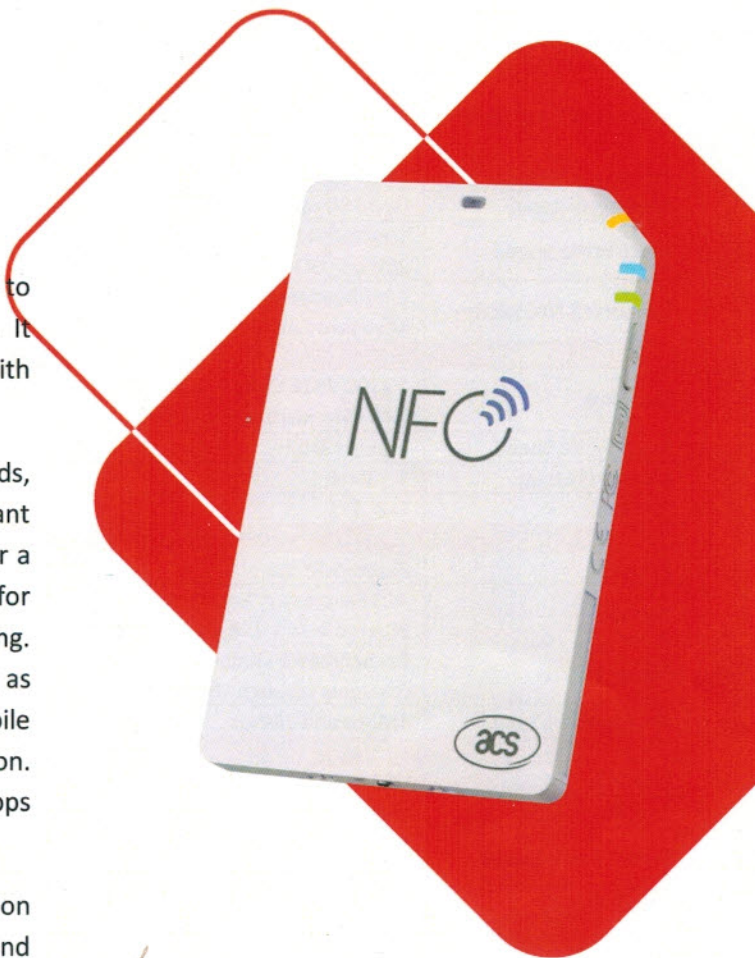 to
It
ith
ds,
ant
r a
for
ng.
as
bile
on.
ops
on
nd
NFC
acs